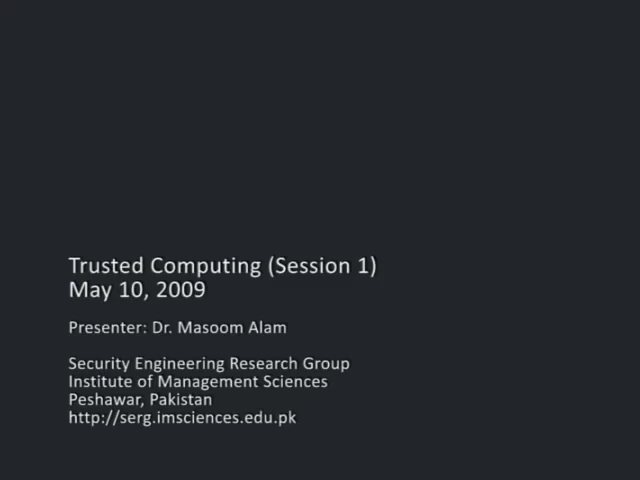 Trusted Computing (Session 1)
May 10, 2009
Presenter: Dr. Masoom Alam
Security Engineering Research Group
Institute of Management Sciences
Peshawar, Pakistan
http://serg.imsciences.edu.pk